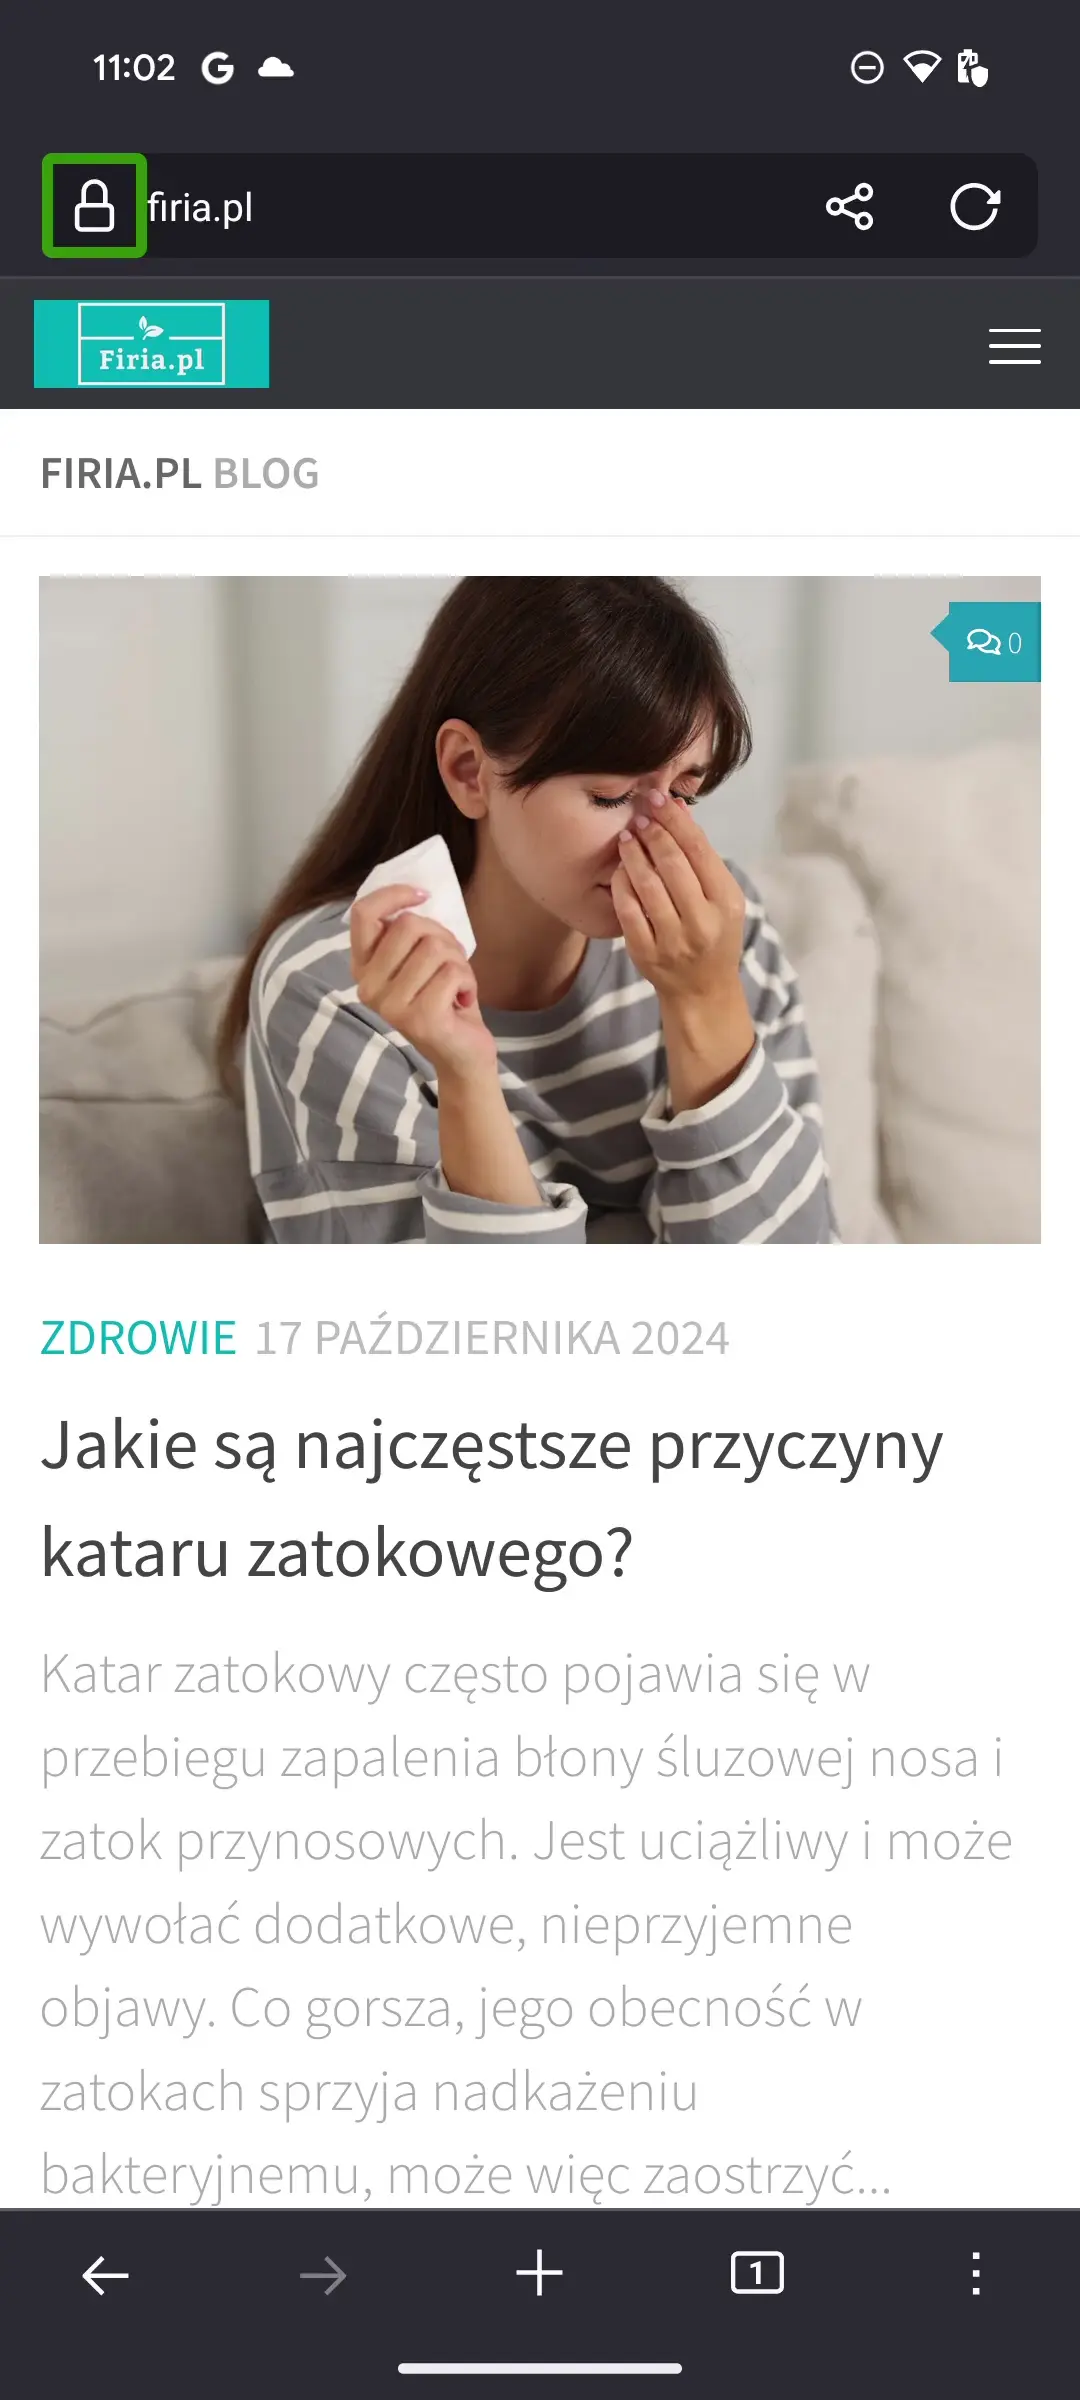 11:02
firia.pl
Firia.pl
FIRIA.PL BLOG
0
ZDROWIE 17 PAŹDZIERNIKA 2024
Jakie są najczęstsze przyczyny
kataru zatokowego?
Katar zatokowy często pojawia się w
przebiegu zapalenia błony śluzowej nosa i
zatok przynosowych. Jest uciążliwy i może
wywołać dodatkowe, nieprzyjemne
objawy. Co gorsza, jego obecność w
zatokach sprzyja nadkażeniu
bakteryjnemu, może więc zaostrzyć...
1